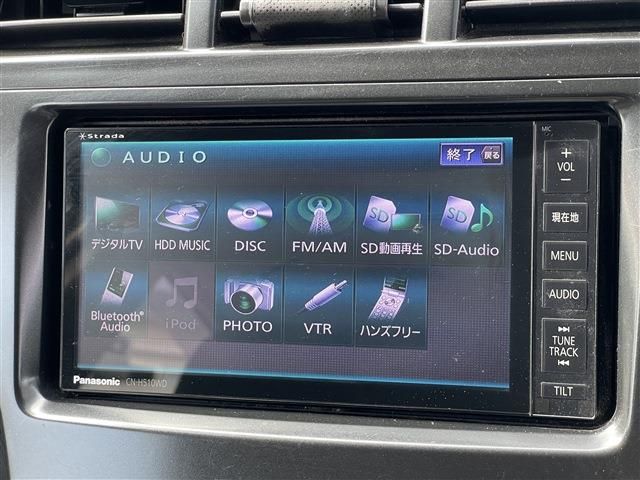 Strada
AUDIO
終了 戻る
デジタルTV HDD MUSIC DISC FM/AM SD動画再生 SD-Audio
SD SD
Bluetooth® Audio iPod PHOTO VTR ハンズフリー
Panasonic CN-HS10WD
MIC
+
VOL
−
現在地
MENU
AUDIO
TUNE
TRACK
TILT